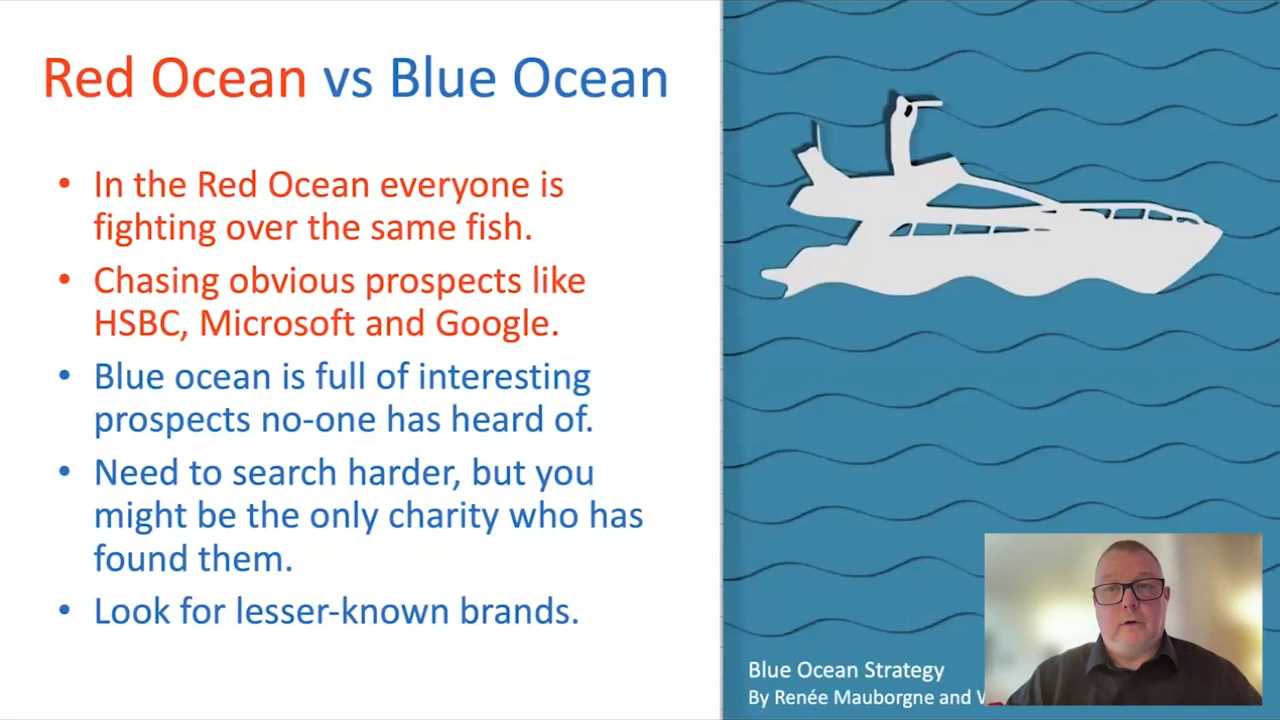 Red Ocean vs Blue Ocean
• In the Red Ocean everyone is
fighting over the same fish.
• Chasing obvious prospects like
HSBC, Microsoft and Google.
• Blue ocean is full of interesting
prospects no-one has heard of.
• Need to search harder, but you
might be the only charity who has
found them.
• Look for lesser-known brands.
Blue Ocean Strategy
By Renée Mauborgne and